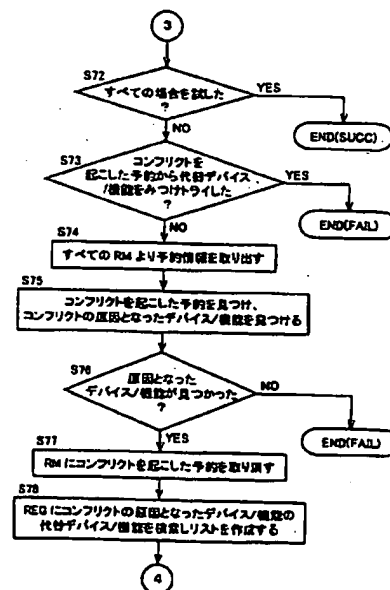 3
S72
すべての場合を試した
?
YES
NO
END(SUCC)
S73
コンフリクトを
起こした予約から代替デバイス
/機能をみつけトライした
?
YES
NO
END(FAIL)
S74
すべてのRMより予約情報を取り出す
S75
コンフリクトを起こした予約を見つけ、
コンフリクトの原因となったデバイス/機能を見つける
S76
原因となった
デバイス/機能が見つかった
?
NO
YES
END(FAIL)
S77
RMにコンフリクトを起こした予約を取り消す
S78
REGにコンフリクトの原因となったデバイス/機能の
代替デバイス/機能を検索しリストを作成する
4